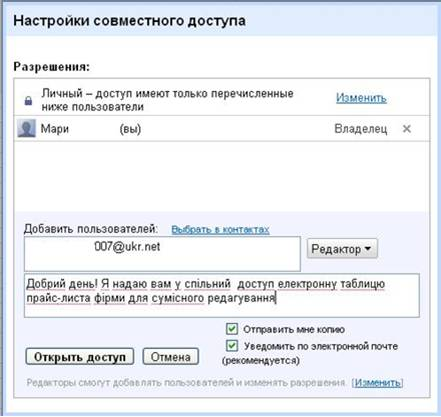 Настройки совместного доступа
Разрешения:
Личный – доступ имеют только перечисленные Изменить
ниже пользователи
Мари (вы) Владелец ×
Добавить пользователей: Выбрать в контактах
007@ukr.net Редактор
Добрий день! Я надаю вам у спільний доступ електронну таблицю
прайс-листа фірми для сумісного редагування
Отправить мне копию
Открыть доступ Отмена Уведомить по электронной почте
(рекомендуется)
Редакторы смогут добавлять пользователей и изменять разрешения. [Изменить]